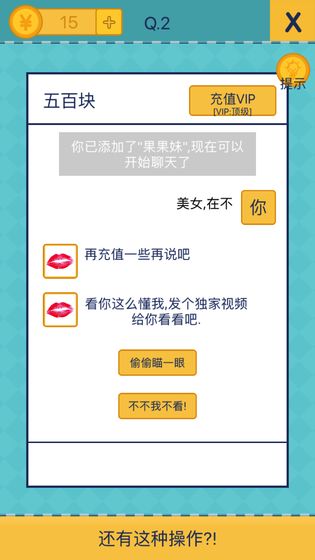 15
Q.2
提示
五百块
充值VIP
[VIP:顶级]
你已添加了"果果妹",现在可以
开始聊天了
美女,在不
你
再充值一些再说吧
看你这么懂我,发个独家视频
给你看看吧.
偷偷瞄一眼
不不我不看!
还有这种操作?!